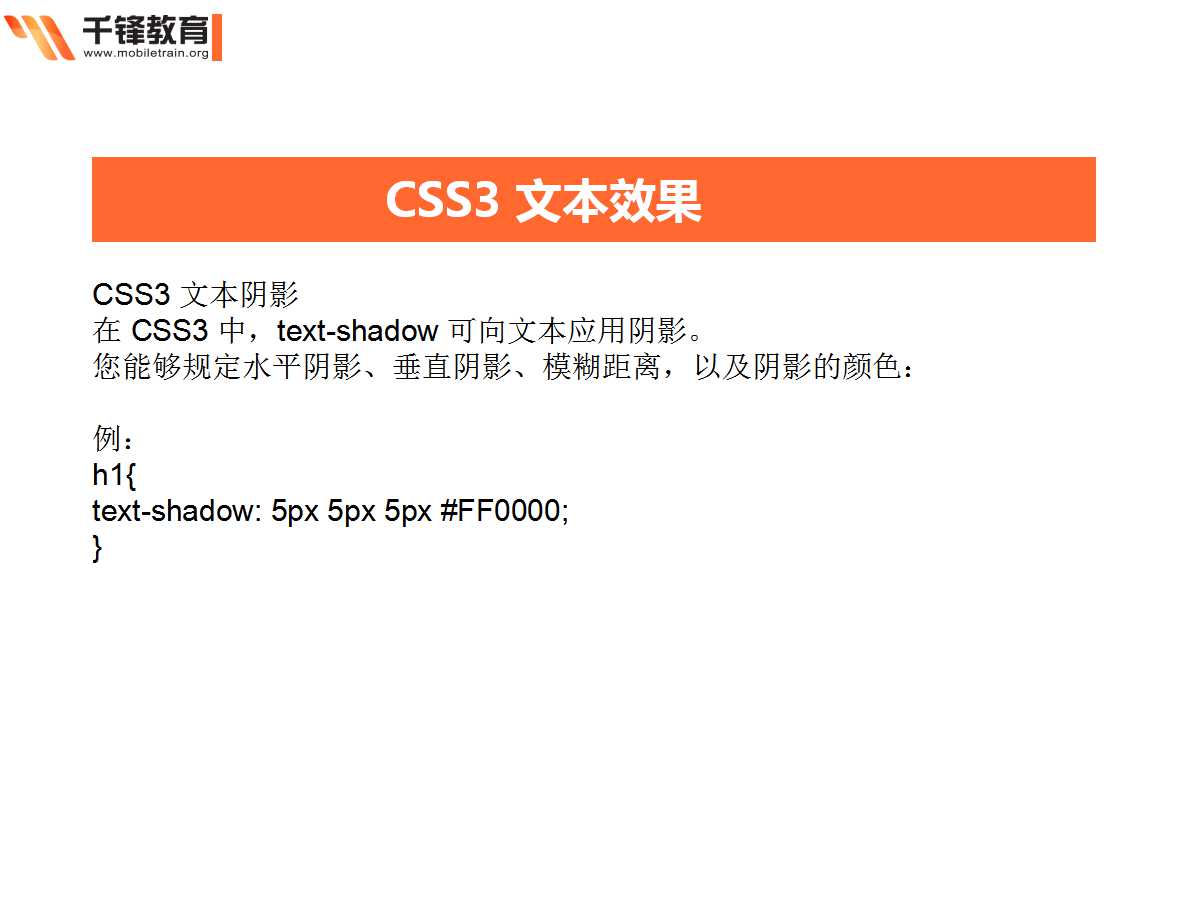 千锋教育
www.mobiletrain.org
CSS3 文本效果
CSS3 文本阴影
在 CSS3 中，text-shadow 可向文本应用阴影。
您能够规定水平阴影、垂直阴影、模糊距离，以及阴影的颜色：
例：
h1{
text-shadow: 5px 5px 5px #FF0000;
}